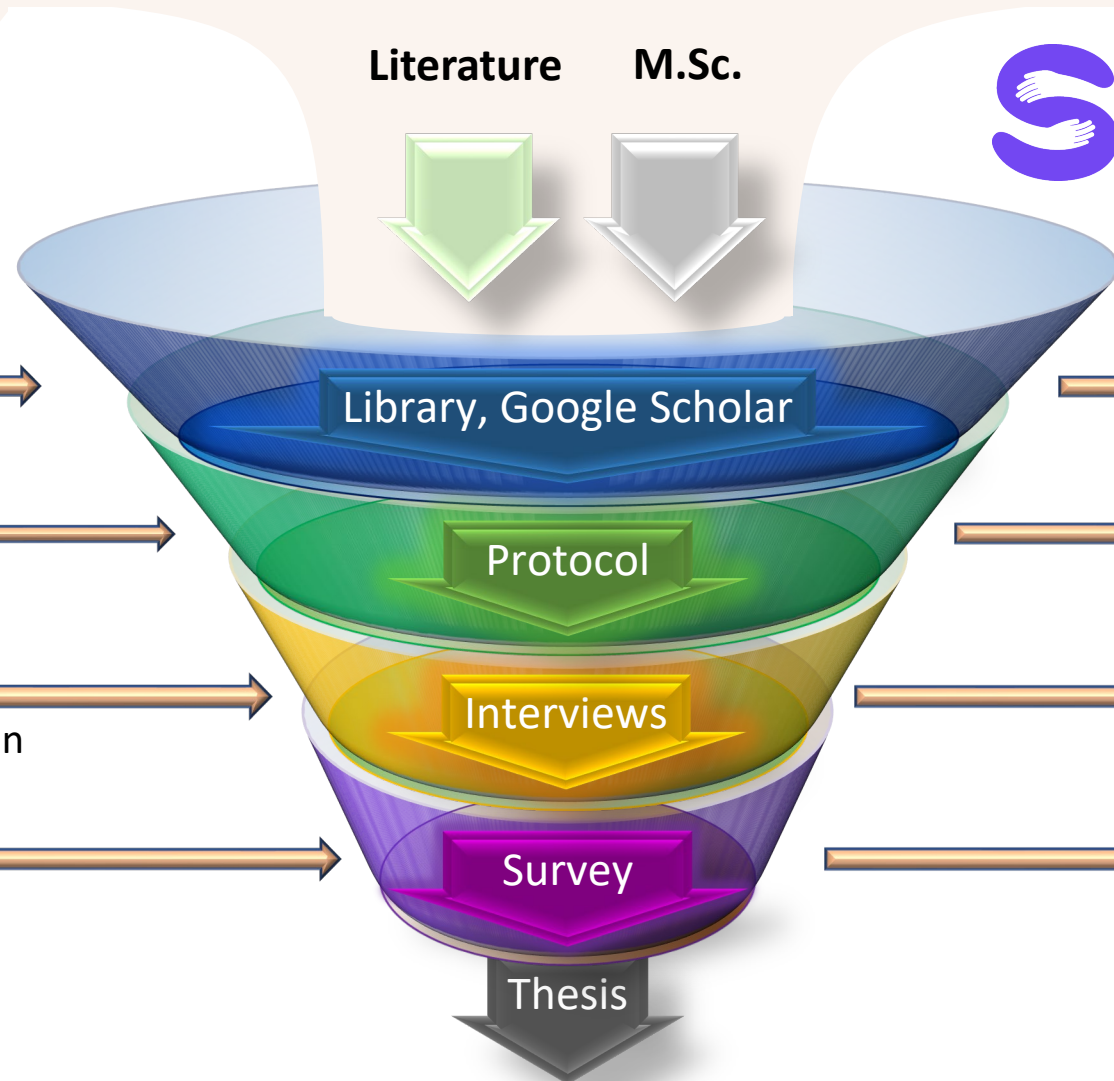 Literature M.Sc.
Library, Google Scholar
Protocol
Interviews
n
Survey
Thesis